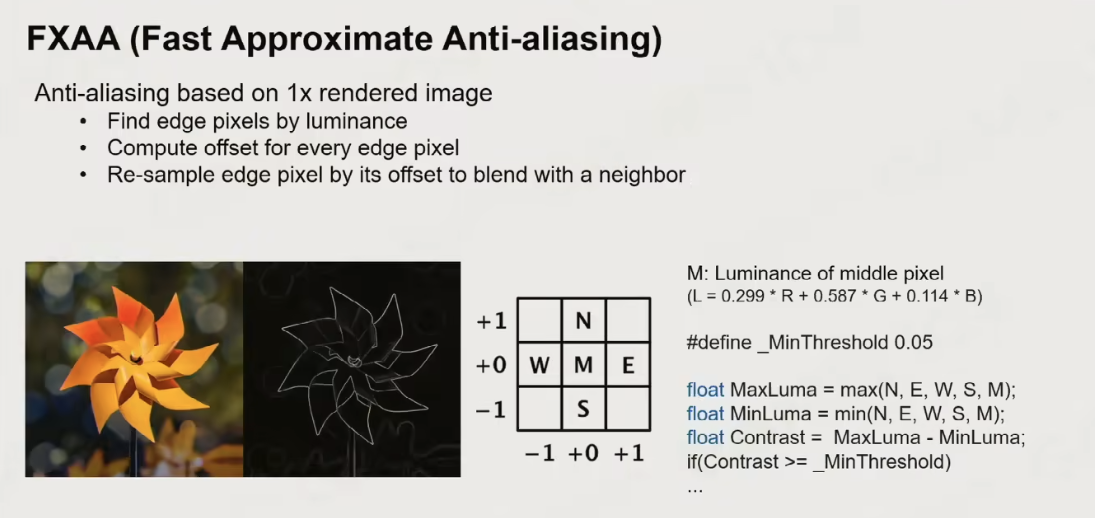 FXAA (Fast Approximate Anti-aliasing)
Anti-aliasing based on 1x rendered image
• Find edge pixels by luminance
• Compute offset for every edge pixel
• Re-sample edge pixel by its offset to blend with a neighbor
+1 N
+0 W M E
−1 S
−1 +0 +1
M: Luminance of middle pixel
(L = 0.299 * R + 0.587 * G + 0.114 * B)
#define _MinThreshold 0.05
float MaxLuma = max(N, E, W, S, M);
float MinLuma = min(N, E, W, S, M);
float Contrast =  MaxLuma - MinLuma;
if(Contrast >= _MinThreshold)
...